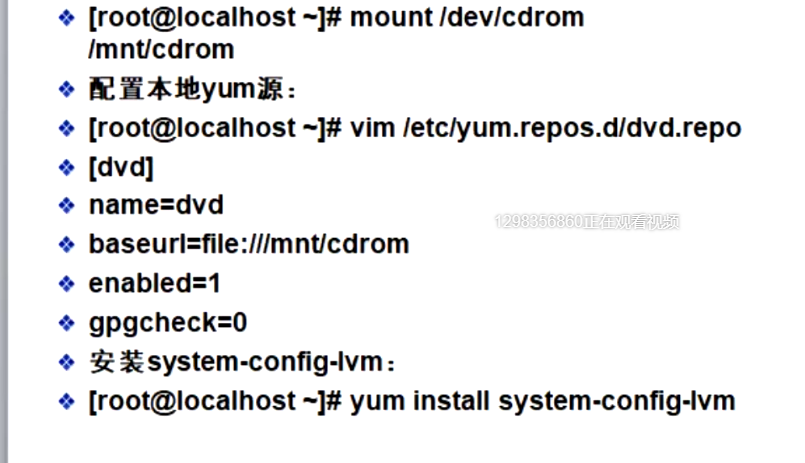 [root@localhost ~]# mount /dev/cdrom
/mnt/cdrom
配置本地yum源：
[root@localhost ~]# vim /etc/yum.repos.d/dvd.repo
[dvd]
name=dvd
1298356860正在观看视频
baseurl=file:///mnt/cdrom
enabled=1
gpgcheck=0
安装system-config-lvm：
[root@localhost ~]# yum install system-config-lvm